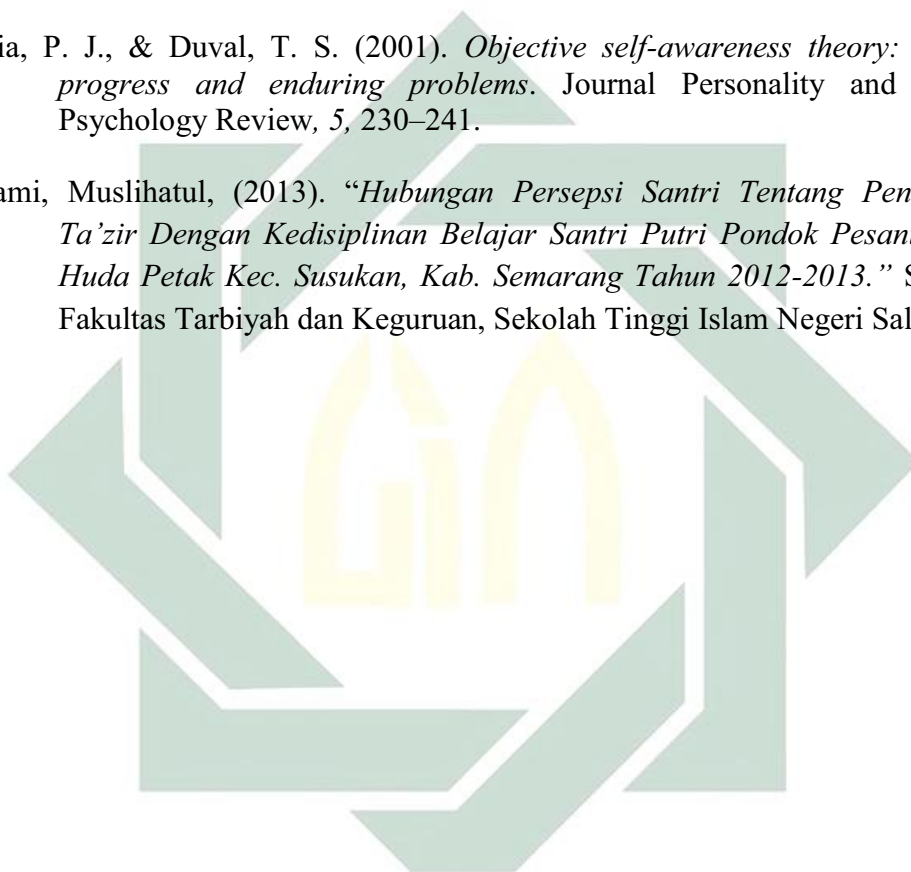 ia, P. J., & Duval, T. S. (2001). Objective self-awareness theory:
progress and enduring problems. Journal Personality and
Psychology Review, 5, 230–241.
ami, Muslihatul, (2013). “Hubungan Persepsi Santri Tentang Pen
Ta’zir Dengan Kedisiplinan Belajar Santri Putri Pondok Pesan
Huda Petak Kec. Susukan, Kab. Semarang Tahun 2012-2013.” S
Fakultas Tarbiyah dan Keguruan, Sekolah Tinggi Islam Negeri Sal